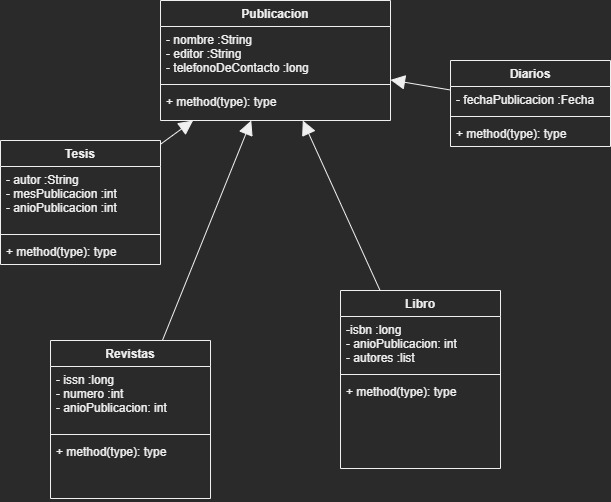 Publicacion
- nombre :String
- editor :String
- telefonoDeContacto :long
+ method(type): type
Diarios
- fechaPublicacion :Fecha
+ method(type): type
Tesis
- autor :String
- mesPublicacion :int
- anioPublicacion :int
+ method(type): type
Libro
-isbn :long
- anioPublicacion: int
- autores :list
+ method(type): type
Revistas
- issn :long
- numero :int
- anioPublicacion: int
+ method(type): type